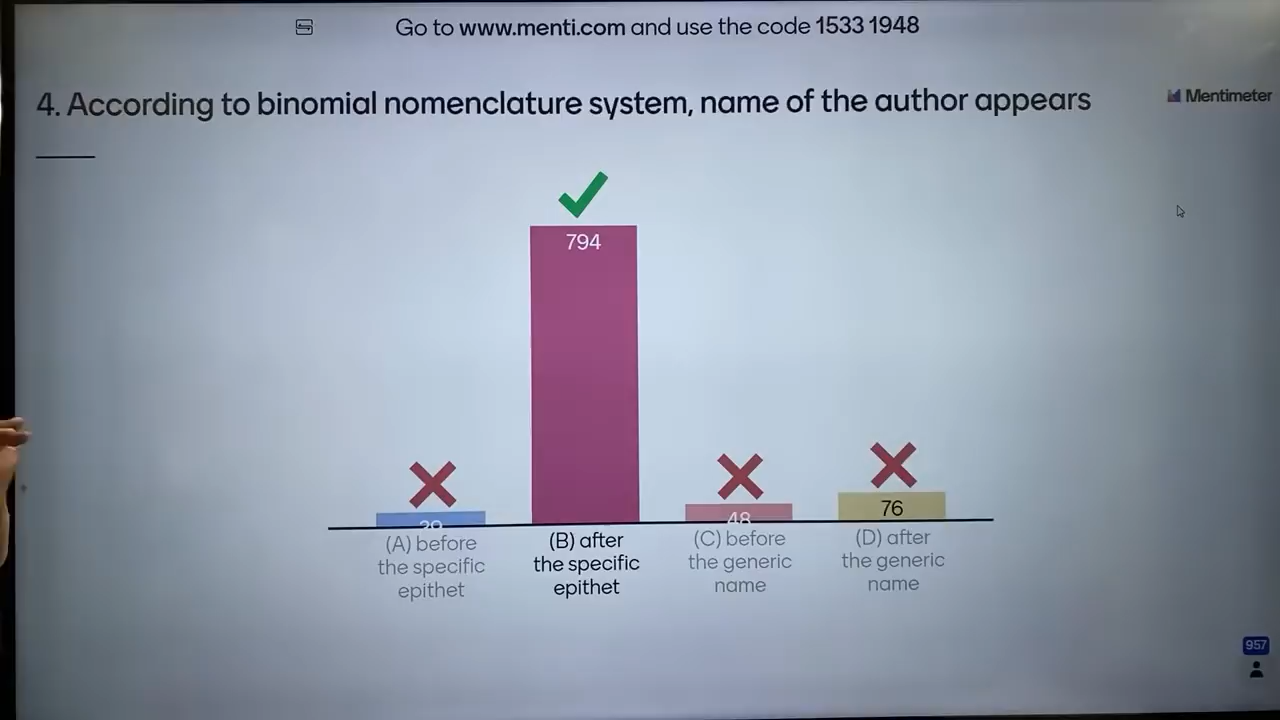 Go to www.menti.com and use the code 1533 1948
4. According to binomial nomenclature system, name of the author appears
Mentimeter
794
48
76
(A) before
the specific
epithet
(B) after
the specific
epithet
(C) before
the generic
name
(D) after
the generic
name
957